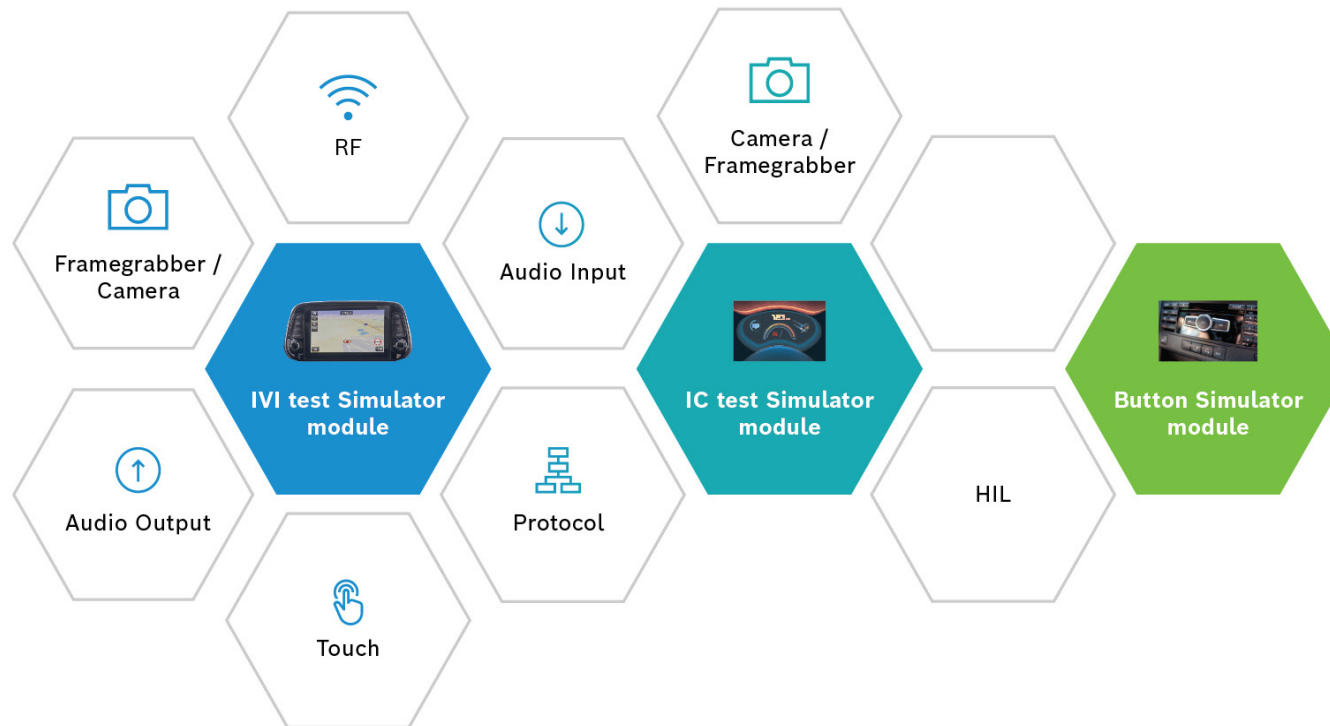 RF
Camera /
Framegrabber
Framegrabber /
Camera
Audio Input
IVI test Simulator
module
IC test Simulator
module
Button Simulator
module
Audio Output
Protocol
HIL
Touch